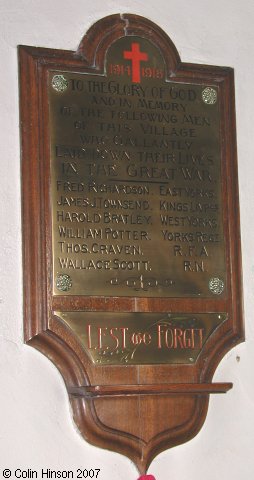 1914 1918
TO THE GLORY OF GOD
AND IN MEMORY
OF THE FOLLOWING MEN
OF THIS VILLAGE
WHO GALLANTLY
LAID DOWN THEIR LIVES
IN THE GREAT WAR.
FRED RICHARDSON. EAST YORKS.
JAMES J. TOWNSEND. KINGS LIV
HAROLD BRATLEY. WEST YORKS.
WILLIAM POTTER. YORKS REGT
THOS. CRAVEN. R.F.A.
WALLACE SCOTT. R.N.
LEST WE FORGET
© Colin Hinson 2007